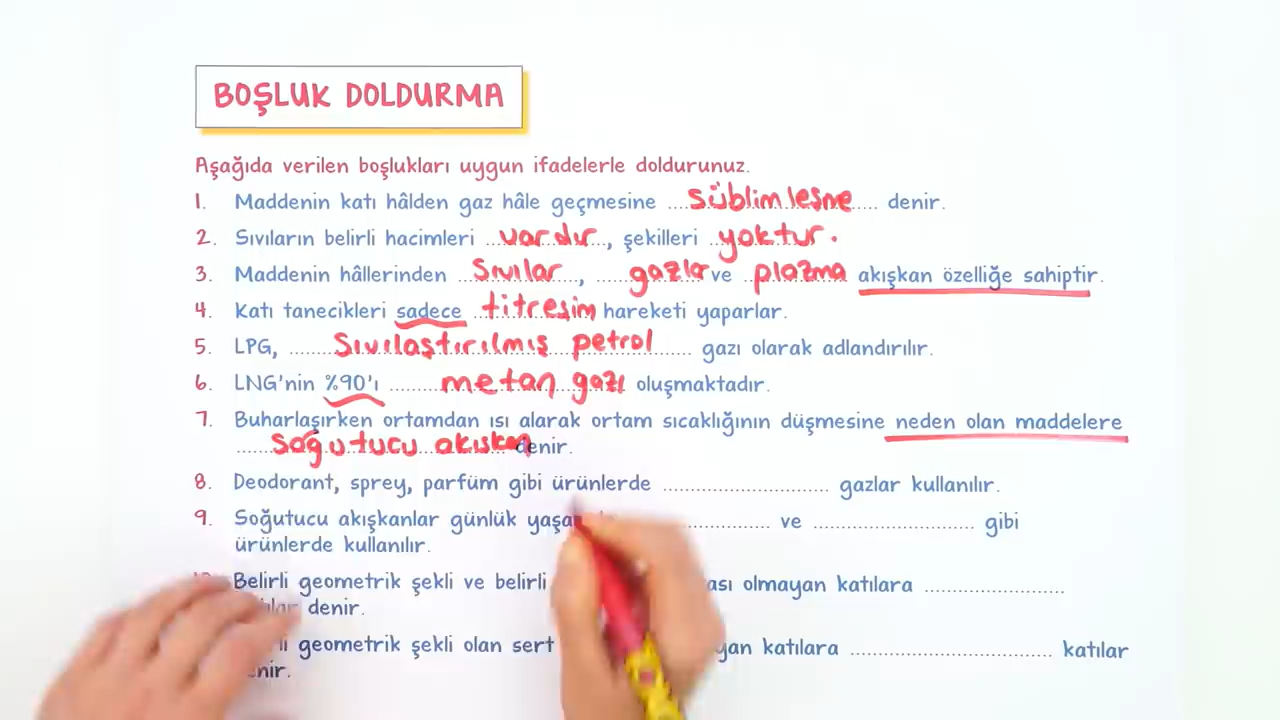 BOŞLUK DOLDURMA
Aşağıda verilen boşlukları uygun ifadelerle doldurunuz.
1. Maddenin katı hâlden gaz hâle geçmesine süblimleşme denir.
2. Sıvıların belirli hacimleri vardır, şekilleri yoktur.
3. Maddenin hâllerinden sıvılar, gazlar ve plazma akışkan özelliğe sahiptir.
4. Katı tanecikleri sadece titreşim hareketi yaparlar.
5. LPG, Sıvılaştırılmış petrol gazı olarak adlandırılır.
6. LNG'nin %90'ı metan gazı oluşmaktadır.
7. Buharlaşırken ortamdan ısı alarak ortam sıcaklığının düşmesine neden olan maddelere
soğutucu akışkan denir.
8. Deodorant, sprey, parfüm gibi ürünlerde .................... gazlar kullanılır.
9. Soğutucu akışkanlar günlük ............ ve .................... gibi
ürünlerde kullanılır.
Belirli geometrik şekli ve belirli olmayan katılara .................
denir.
geometrik şekli olan sert katılara ......................... katılar